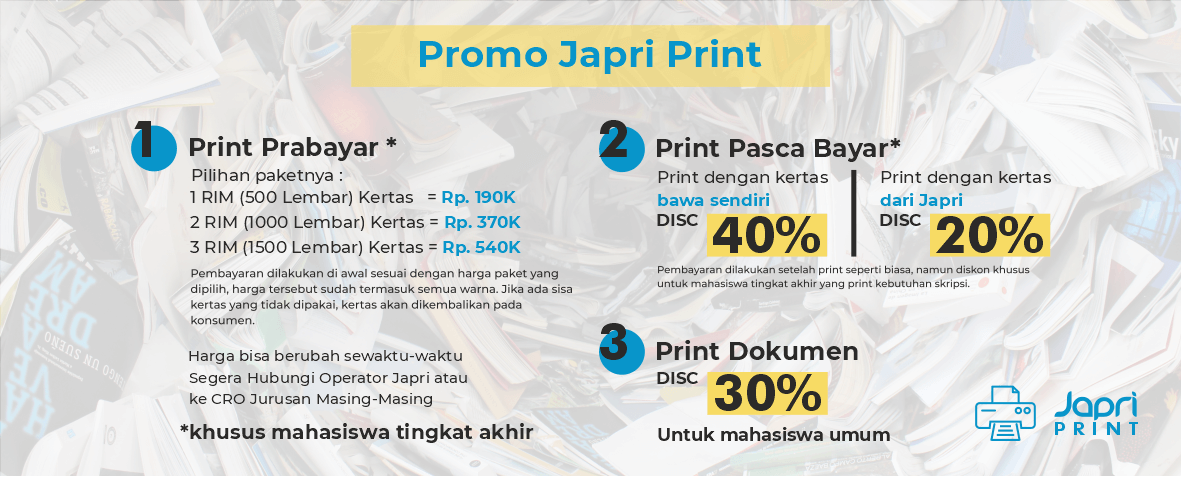 Promo Japri Print
1
Print Prabayar *
Pilihan paketnya :
1 RIM (500 Lembar) Kertas = Rp. 190K
2 RIM (1000 Lembar) Kertas = Rp. 370K
3 RIM (1500 Lembar) Kertas = Rp. 540K
Pembayaran dilakukan di awal sesuai dengan harga paket yang
dipilih, harga tersebut sudah termasuk semua warna. Jika ada sisa
kertas yang tidak dipakai, kertas akan dikembalikan pada
konsumen.
Harga bisa berubah sewaktu-waktu
Segera Hubungi Operator Japri atau
ke CRO Jurusan Masing-Masing
*khusus mahasiswa tingkat akhir
2
Print Pasca Bayar*
Print dengan kertas
bawa sendiri
DISC 40%
Print dengan kertas
dari Japri
DISC 20%
Pembayaran dilakukan setelah print seperti biasa, namun diskon khusus
untuk mahasiswa tingkat akhir yang print kebutuhan skripsi.
3
Print Dokumen
DISC 30%
Untuk mahasiswa umum
Japri
PRINT
HAVE A
DREAM
UN SUEÑO
sky